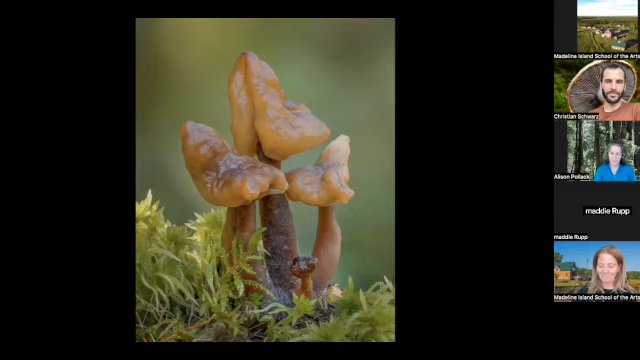 Madeline Island School of the Arts
Christian Schwarz
Alison Pollack
maddie Rupp
maddie Rupp
Madeline Island School of the Arts